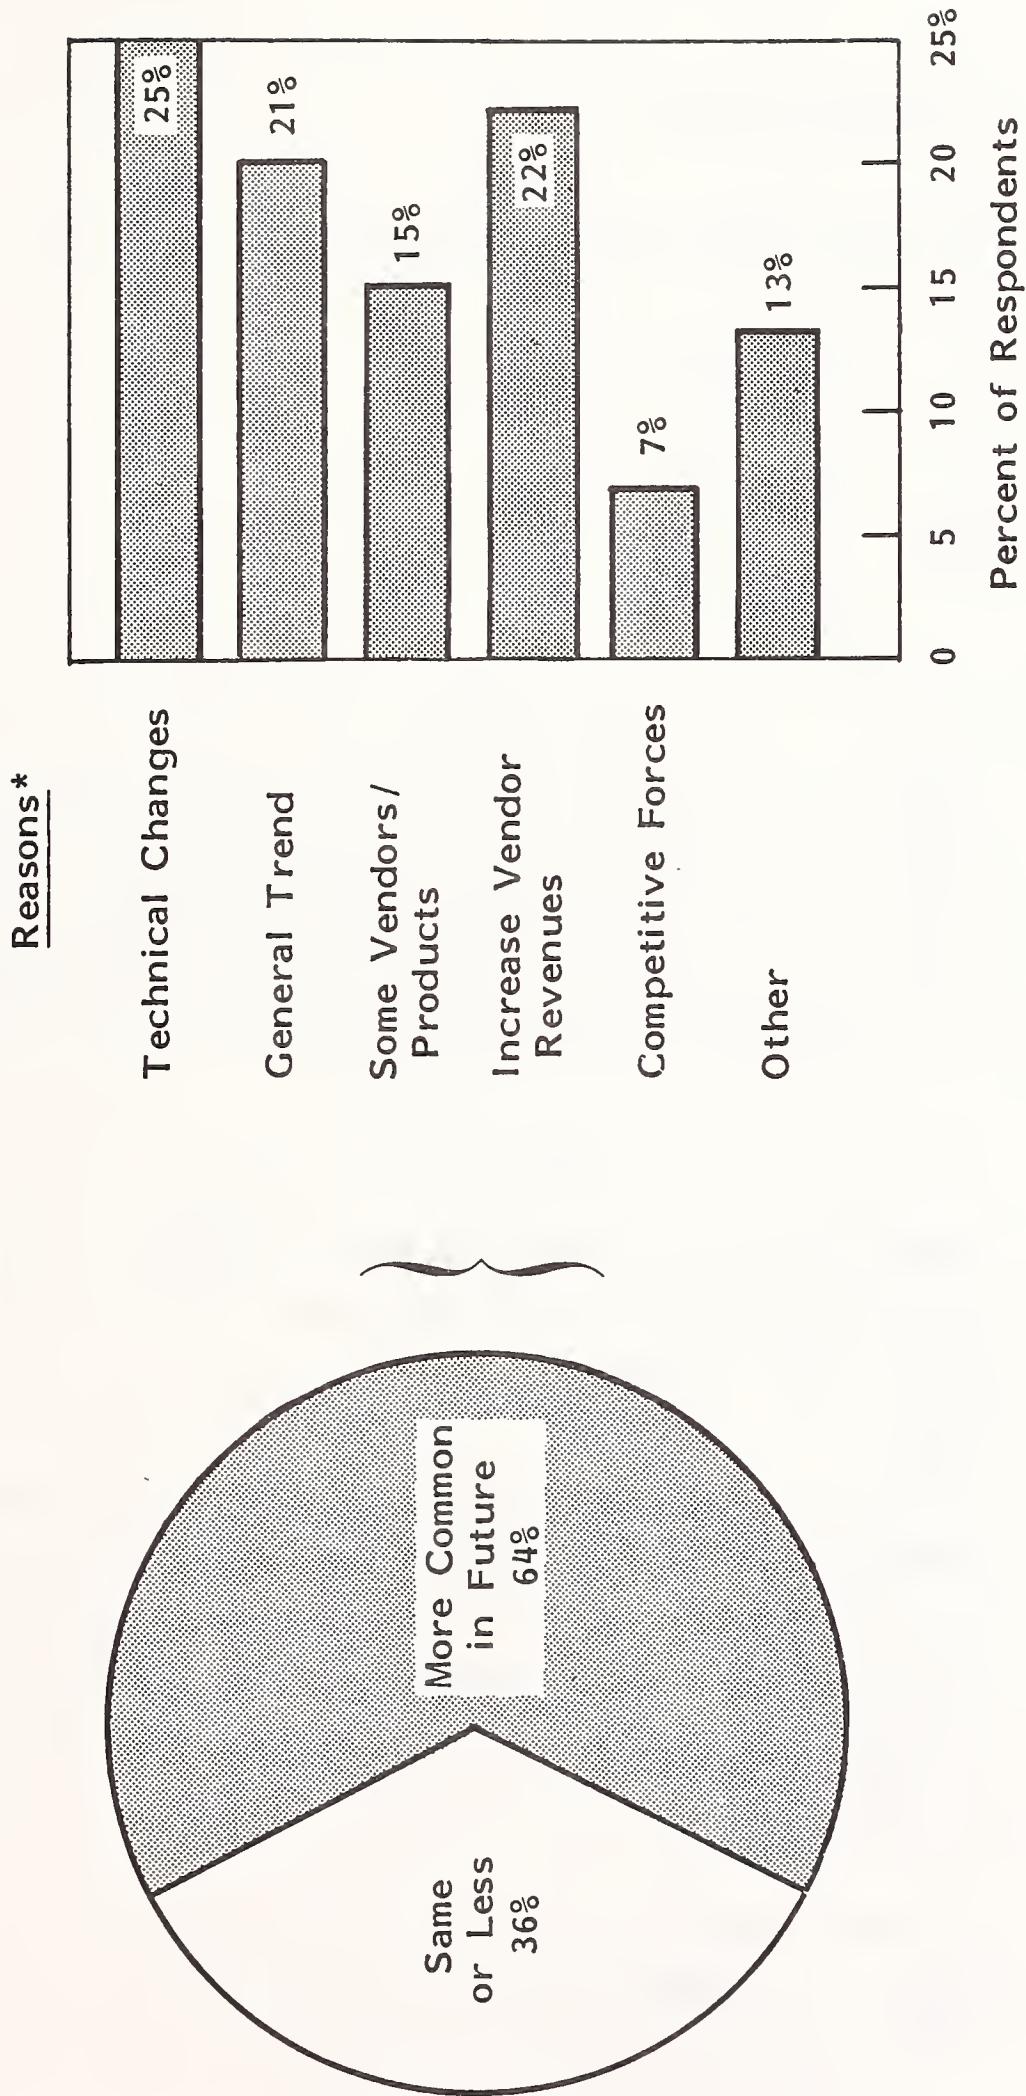 Same
or Less
36%
More Common
in Future
64%
Reasons*
Technical Changes
25%
General Trend
21%
Some Vendors/
Products
15%
Increase Vendor
Revenues
22%
Competitive Forces
7%
Other
13%
0 5 10 15 20 25%
Percent of Respondents